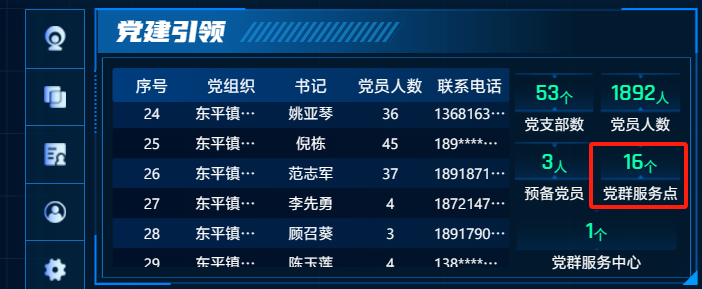 党建引领
序号 党组织 书记 党员人数 联系电话
24 东平镇… 姚亚琴 36 1368163…
25 东平镇… 倪栋 45 189****…
26 东平镇… 范志军 37 1891871…
27 东平镇… 李先勇 4 1872147…
28 东平镇… 顾召葵 3 1891790…
29 东平镇… 陈玉莲 4 138****…
53个 1892人
党支部数 党员人数
3人 16个
预备党员 党群服务点
1个
党群服务中心